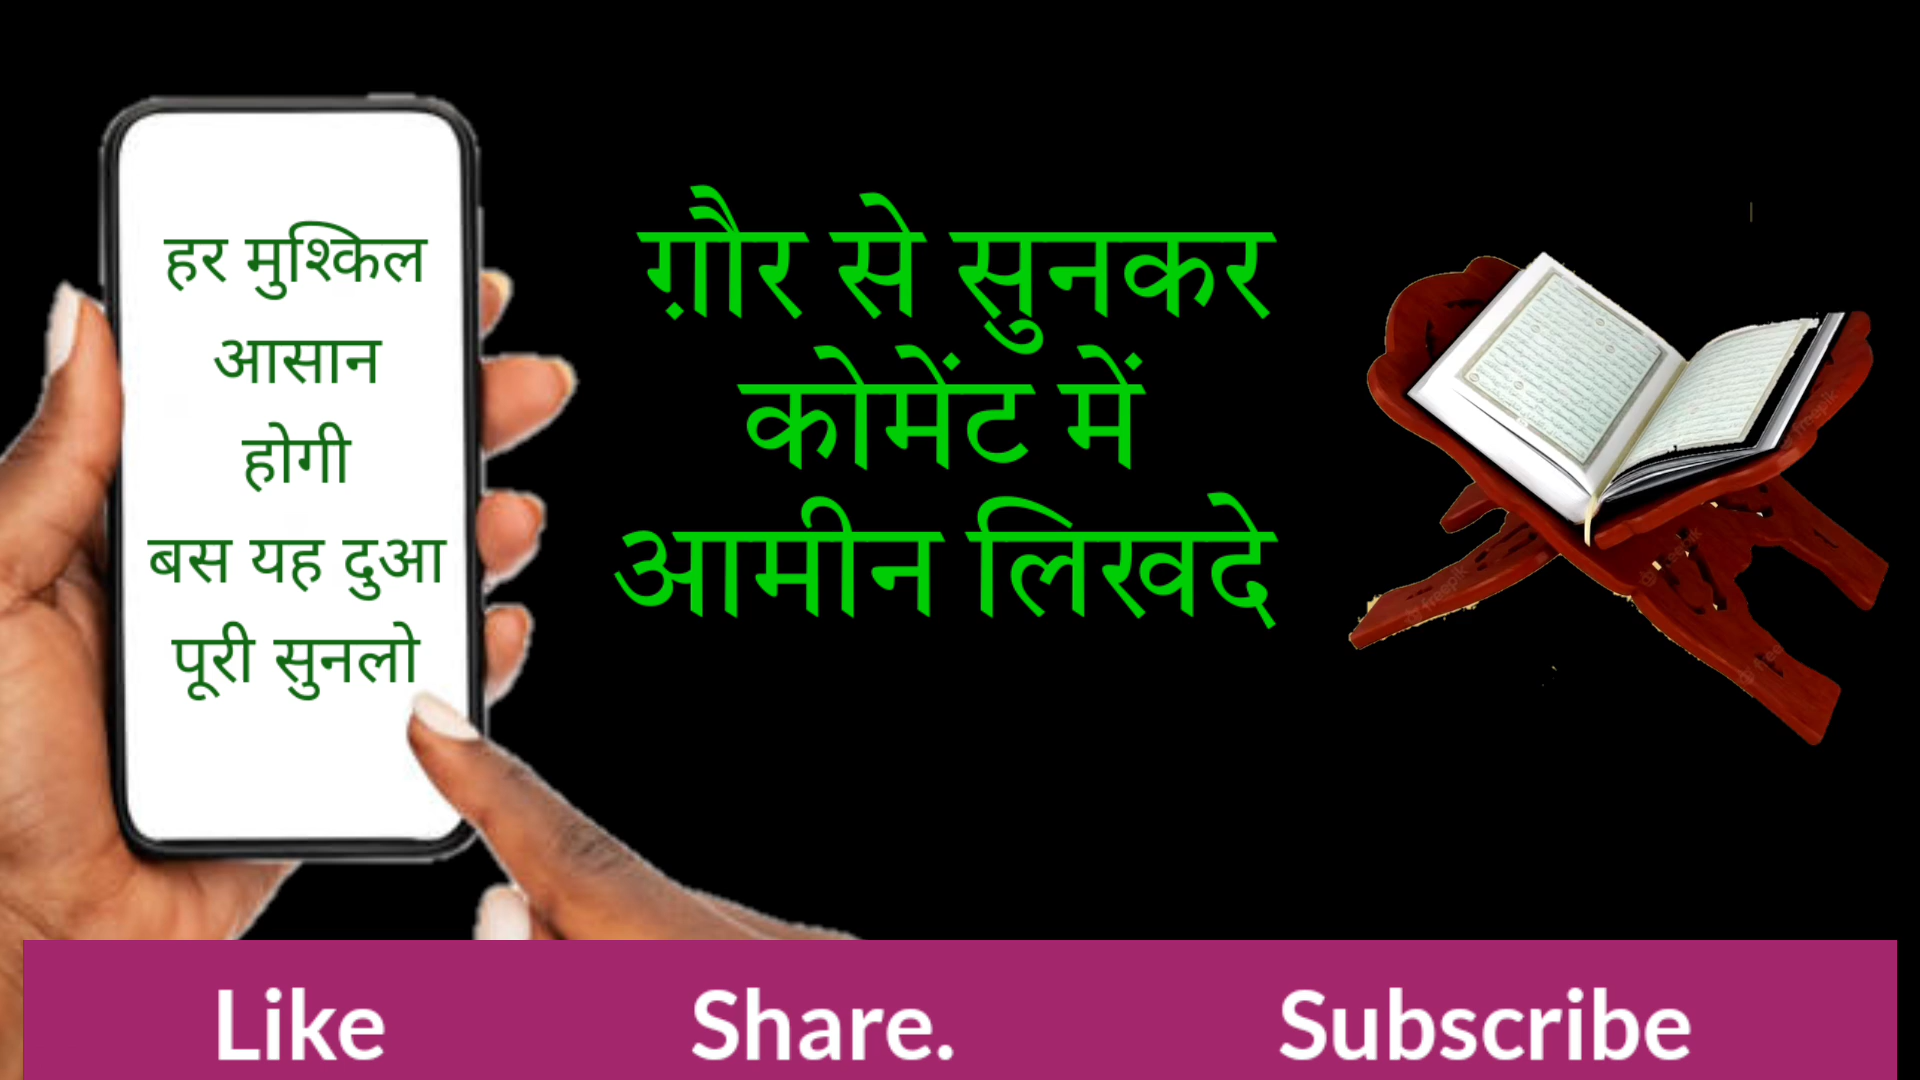 हर मुश्किल
आसान
होगी
बस यह दुआ
पूरी सुनलो
ग़ौर से सुनकर
कोमेंट में
आमीन लिखदे
Like Share. Subscribe